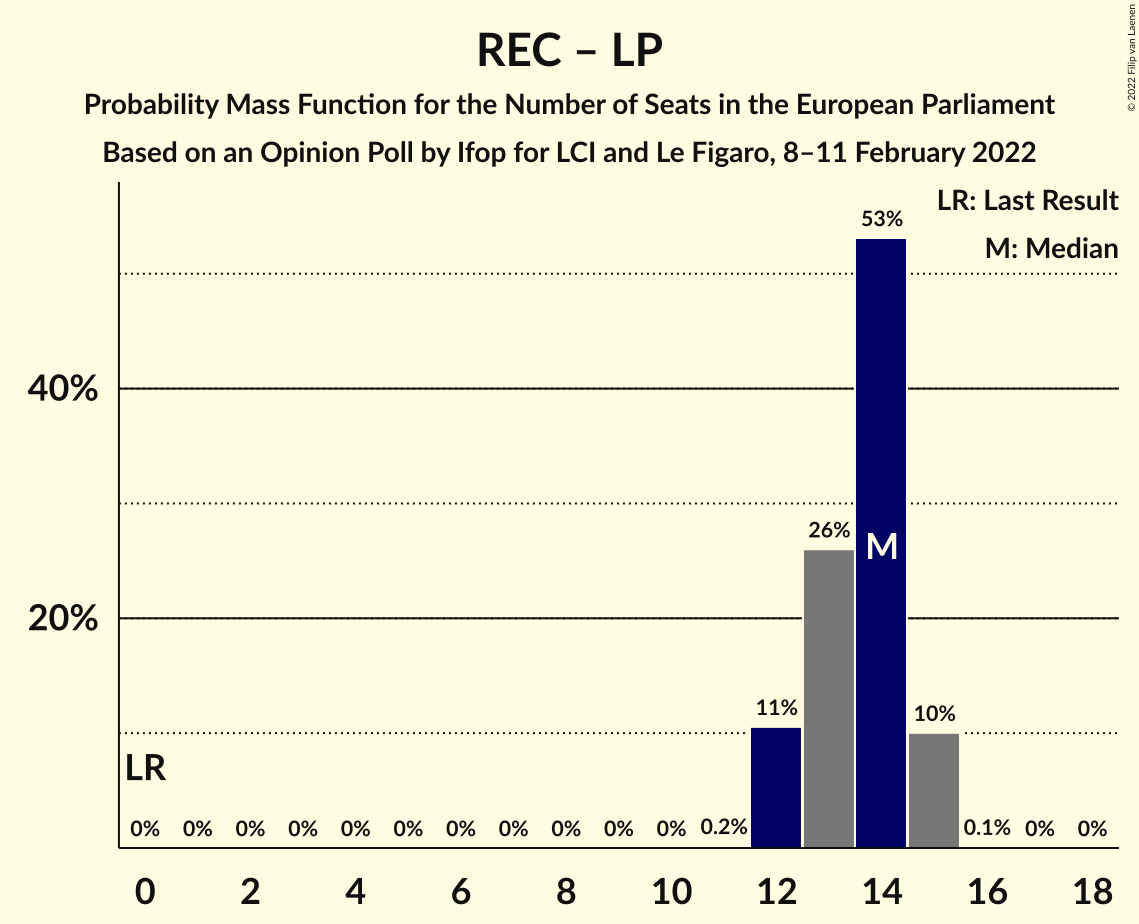 REC – LP
Probability Mass Function for the Number of Seats in the European Parliament
Based on an Opinion Poll by Ifop for LCI and Le Figaro, 8–11 February 2022
© 2022 Filip van Laenen
LR: Last Result
M: Median
53%
40%
26%
M
20%
11%
10%
LR
0% 0% 0% 0% 0% 0% 0% 0% 0% 0% 0% 0.2% 0.1% 0% 0%
0 2 4 6 8 10 12 14 16 18